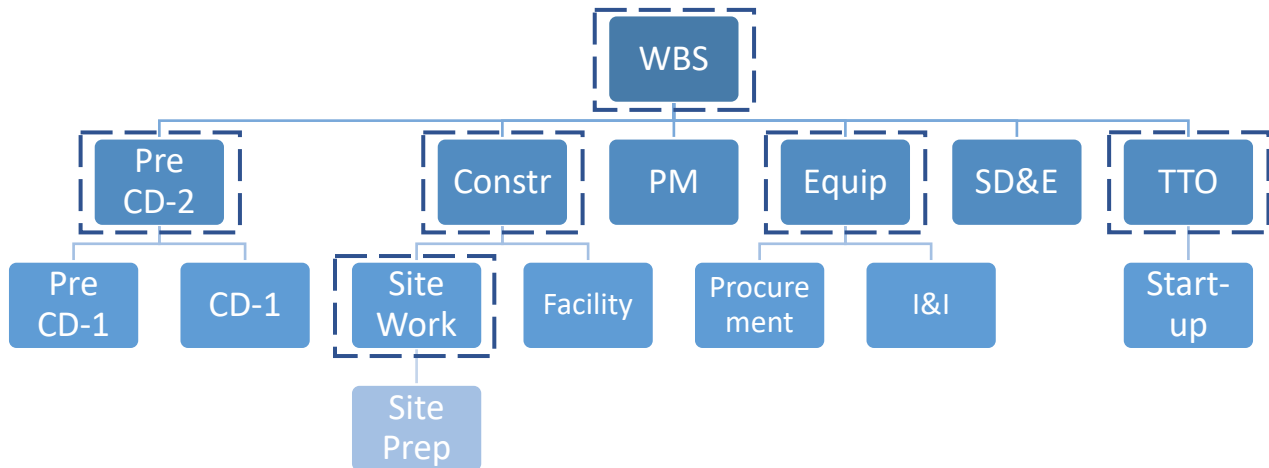 WBS
Pre
CD-2
Constr
PM
Equip
SD&E
TTO
Pre
CD-1
CD-1
Site
Work
Facility
Procure
ment
I&I
Start-
up
Site
Prep